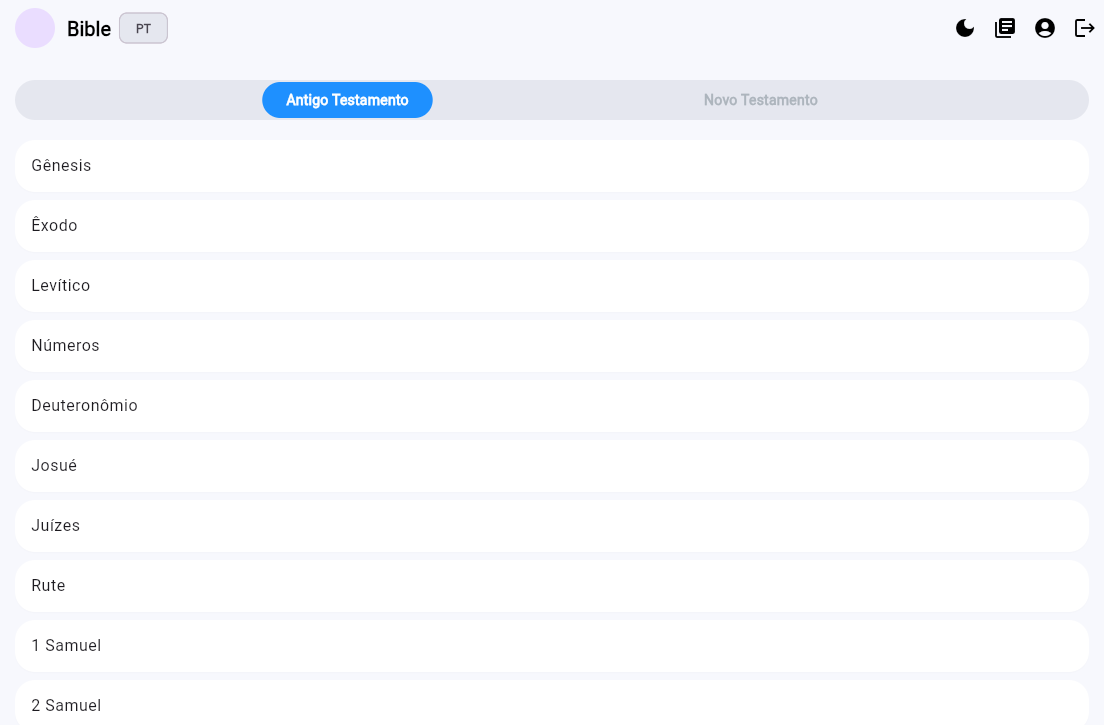 Bible PT
Antigo Testamento Novo Testamento
Gênesis
Êxodo
Levítico
Números
Deuteronômio
Josué
Juízes
Rute
1 Samuel
2 Samuel